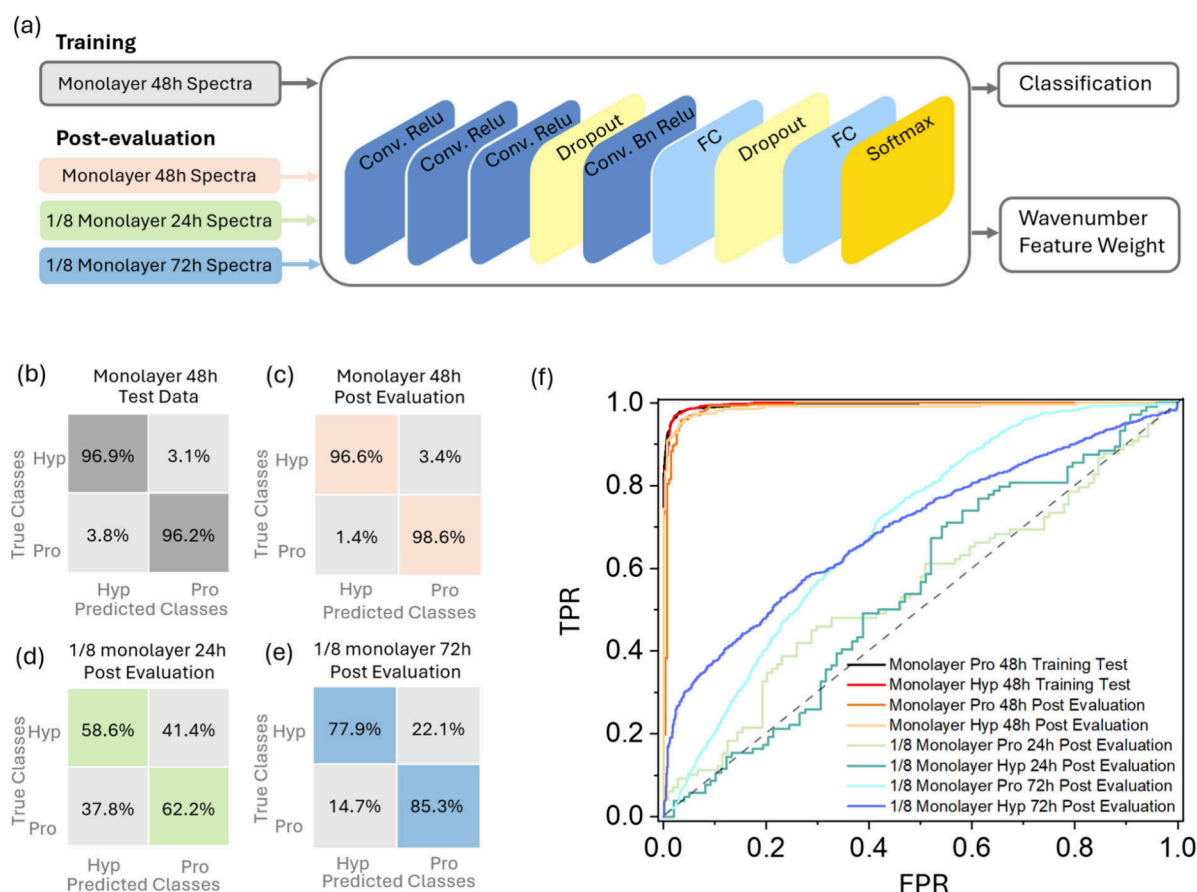 (a)
Training
Monolayer 48h Spectra
Post-evaluation
Monolayer 48h Spectra
1/8 Monolayer 24h Spectra
1/8 Monolayer 72h Spectra
Conv. Relu
Conv. Relu
Conv. Relu
Dropout
Conv. Bn Relu
FC
Dropout
FC
Softmax
Classification
Wavenumber
Feature Weight
(b)
Monolayer 48h
Test Data
True Classes
Hyp
96.9%
3.1%
Pro
3.8%
96.2%
Hyp
Pro
Predicted Classes
(c)
Monolayer 48h
Post Evaluation
True Classes
Hyp
96.6%
3.4%
Pro
1.4%
98.6%
Hyp
Pro
Predicted Classes
(d)
1/8 monolayer 24h
Post Evaluation
True Classes
Hyp
58.6%
41.4%
Pro
37.8%
62.2%
Hyp
Pro
Predicted Classes
(e)
1/8 monolayer 72h
Post Evaluation
True Classes
Hyp
77.9%
22.1%
Pro
14.7%
85.3%
Hyp
Pro
Predicted Classes
(f)
TPR
1.0
0.8
0.6
0.4
0.2
0.0
Monolayer Pro 48h Training Test
Monolayer Hyp 48h Training Test
Monolayer Pro 48h Post Evaluation
Monolayer Hyp 48h Post Evaluation
1/8 Monolayer Pro 24h Post Evaluation
1/8 Monolayer Hyp 24h Post Evaluation
1/8 Monolayer Pro 72h Post Evaluation
1/8 Monolayer Hyp 72h Post Evaluation
0.0
0.2
0.4
0.6
0.8
1.0
FPR